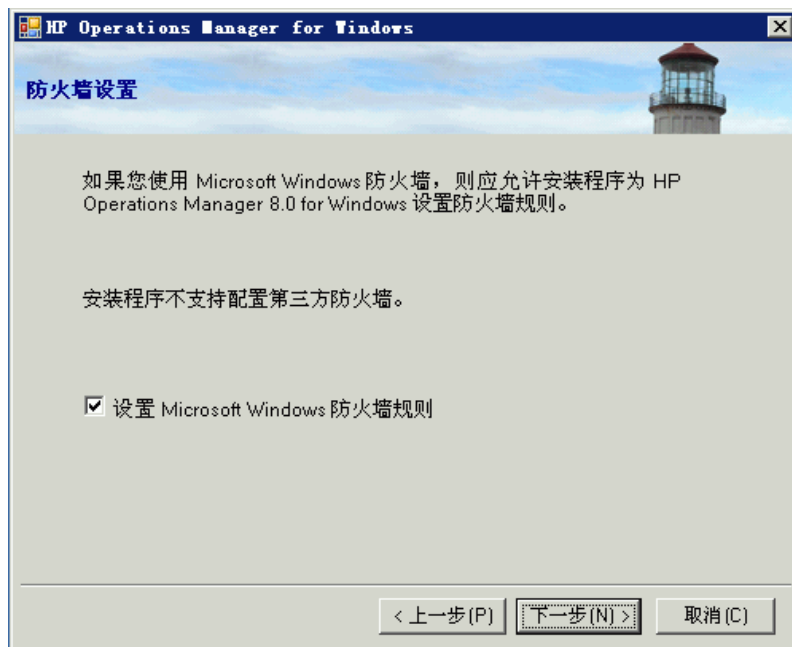 HP Operations Manager for Windows
防火墙设置
如果您使用 Microsoft Windows 防火墙，则应允许安装程序为 HP
Operations Manager 8.0 for Windows 设置防火墙规则。
安装程序不支持配置第三方防火墙。
设置 Microsoft Windows 防火墙规则
< 上一步(P)
下一步(N) >
取消(C)